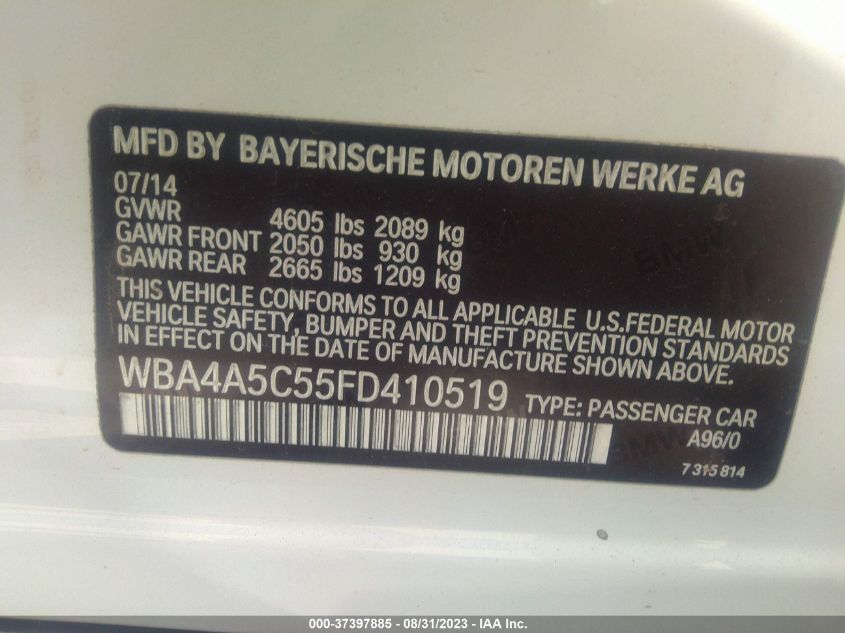 MFD BY BAYERISCHE MOTOREN WERKE AG
07/14
GVWR 4605 lbs 2089 kg
GAWR FRONT 2050 lbs 930 kg
GAWR REAR 2665 lbs 1209 kg
THIS VEHICLE CONFORMS TO ALL APPLICABLE U.S.FEDERAL MOTOR
VEHICLE SAFETY, BUMPER AND THEFT PREVENTION STANDARDS
IN EFFECT ON THE DATE OF MANUFACTURE SHOWN ABOVE.
WBA4A5C55FD410519 TYPE: PASSENGER CAR
A96/0
7 315 814
BMW
BMW
000-37397885 - 08/31/2023 - IAA Inc.